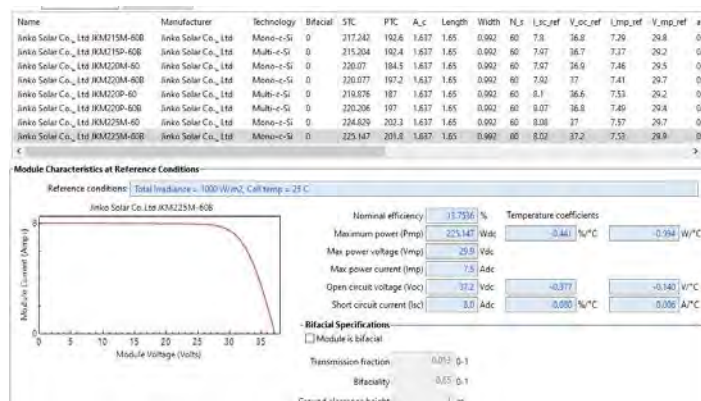 Name Manufacturer Technology Bifacial STC PTC A_c Length Width N_s I_sc_ref V_oc_ref I_mp_ref V_mp_ref a
Jinko Solar Co., Ltd JKM215M-60B Jinko Solar Co., Ltd Mono-c-Si 0 217.242 192.6 1.637 1.65 0.992 60 7.8 36.8 7.29 29.8 0
Jinko Solar Co., Ltd JKM215P-60B Jinko Solar Co., Ltd Multi-c-Si 0 215.204 192.4 1.637 1.65 0.992 60 7.97 36.7 7.37 29.2 0
Jinko Solar Co., Ltd JKM220M-60 Jinko Solar Co., Ltd Mono-c-Si 0 220.07 184.5 1.637 1.65 0.992 60 7.97 36.9 7.46 29.5 0
Jinko Solar Co., Ltd JKM220M-60B Jinko Solar Co., Ltd Mono-c-Si 0 220.077 197.2 1.637 1.65 0.992 60 7.92 37 7.41 29.7 0
Jinko Solar Co., Ltd JKM220P-60 Jinko Solar Co., Ltd Multi-c-Si 0 219.876 187 1.637 1.65 0.992 60 8.1 36.6 7.53 29.2 0
Jinko Solar Co., Ltd JKM220P-60B Jinko Solar Co., Ltd Multi-c-Si 0 220.206 197 1.637 1.65 0.992 60 8.07 36.8 7.49 29.4 0
Jinko Solar Co., Ltd JKM225M-60 Jinko Solar Co., Ltd Mono-c-Si 0 224.829 202.3 1.637 1.65 0.992 60 8.08 37 7.57 29.7 0
Jinko Solar Co., Ltd JKM225M-60B Jinko Solar Co., Ltd Mono-c-Si 0 225.147 201.8 1.637 1.65 0.992 60 8.02 37.2 7.53 29.9 0
Module Characteristics at Reference Conditions
Reference conditions: Total Irradiance = 1000 W/m2, Cell temp = 25 C
Jinko Solar Co., Ltd JKM225M-60B
Module Current (Amps)
8
0
0 5 10 15 20 25 30 35
Module Voltage (Volts)
Nominal efficiency 13.7536 % Temperature coefficients
Maximum power (Pmp) 225.147 Wdc -0.441 %/°C -0.994 W/°C
Max power voltage (Vmp) 29.9 Vdc
Max power current (Imp) 7.5 Adc
Open circuit voltage (Voc) 37.2 Vdc -0.377 -0.140 V/°C
Short circuit current (Isc) 8.0 Adc 0.080 %/°C 0.006 A/°C
Bifacial Specifications
Module is bifacial
Transmission fraction 0.013 0-1
Bifaciality 0.65 0-1
Ground clearance height 1 m